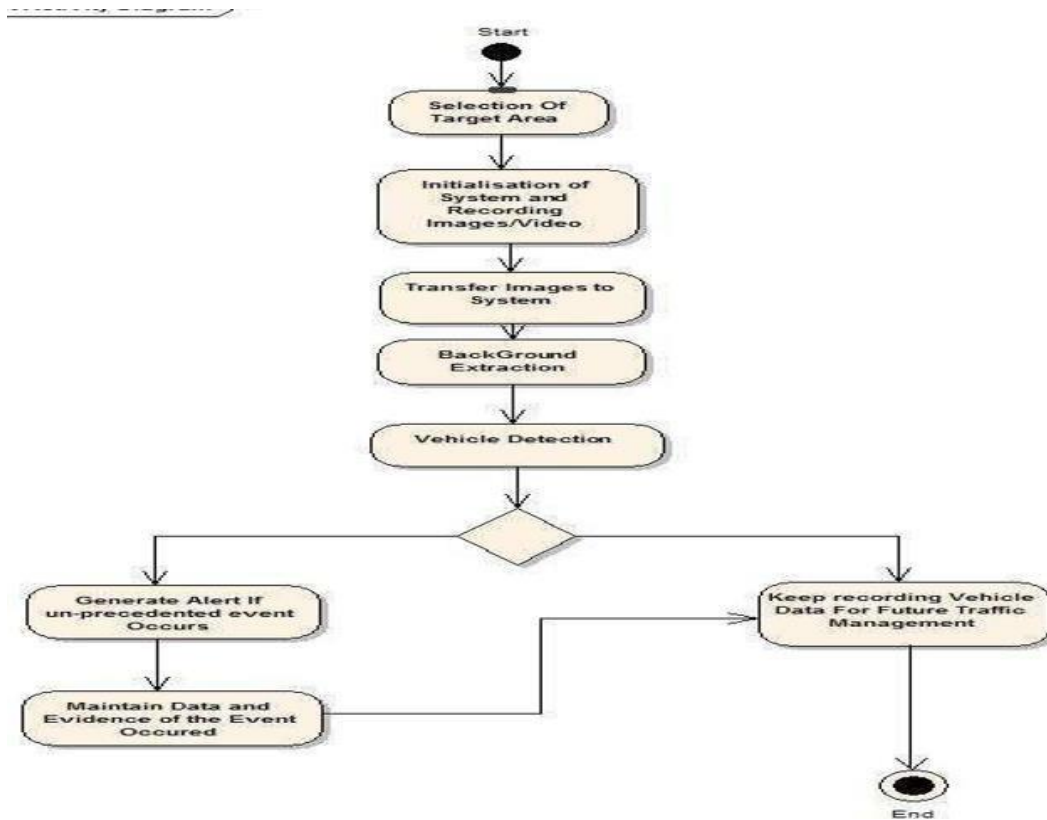 Start
Selection Of
Target Area
Initialisation of
System and
Recording
Images/Video
Transfer Images to
System
BackGround
Extraction
Vehicle Detection
Generate Alert If
un-precedented event
Occurs
Keep recording Vehicle
Data For Future Traffic
Management
Maintain Data and
Evidence of the Event
Occured
End